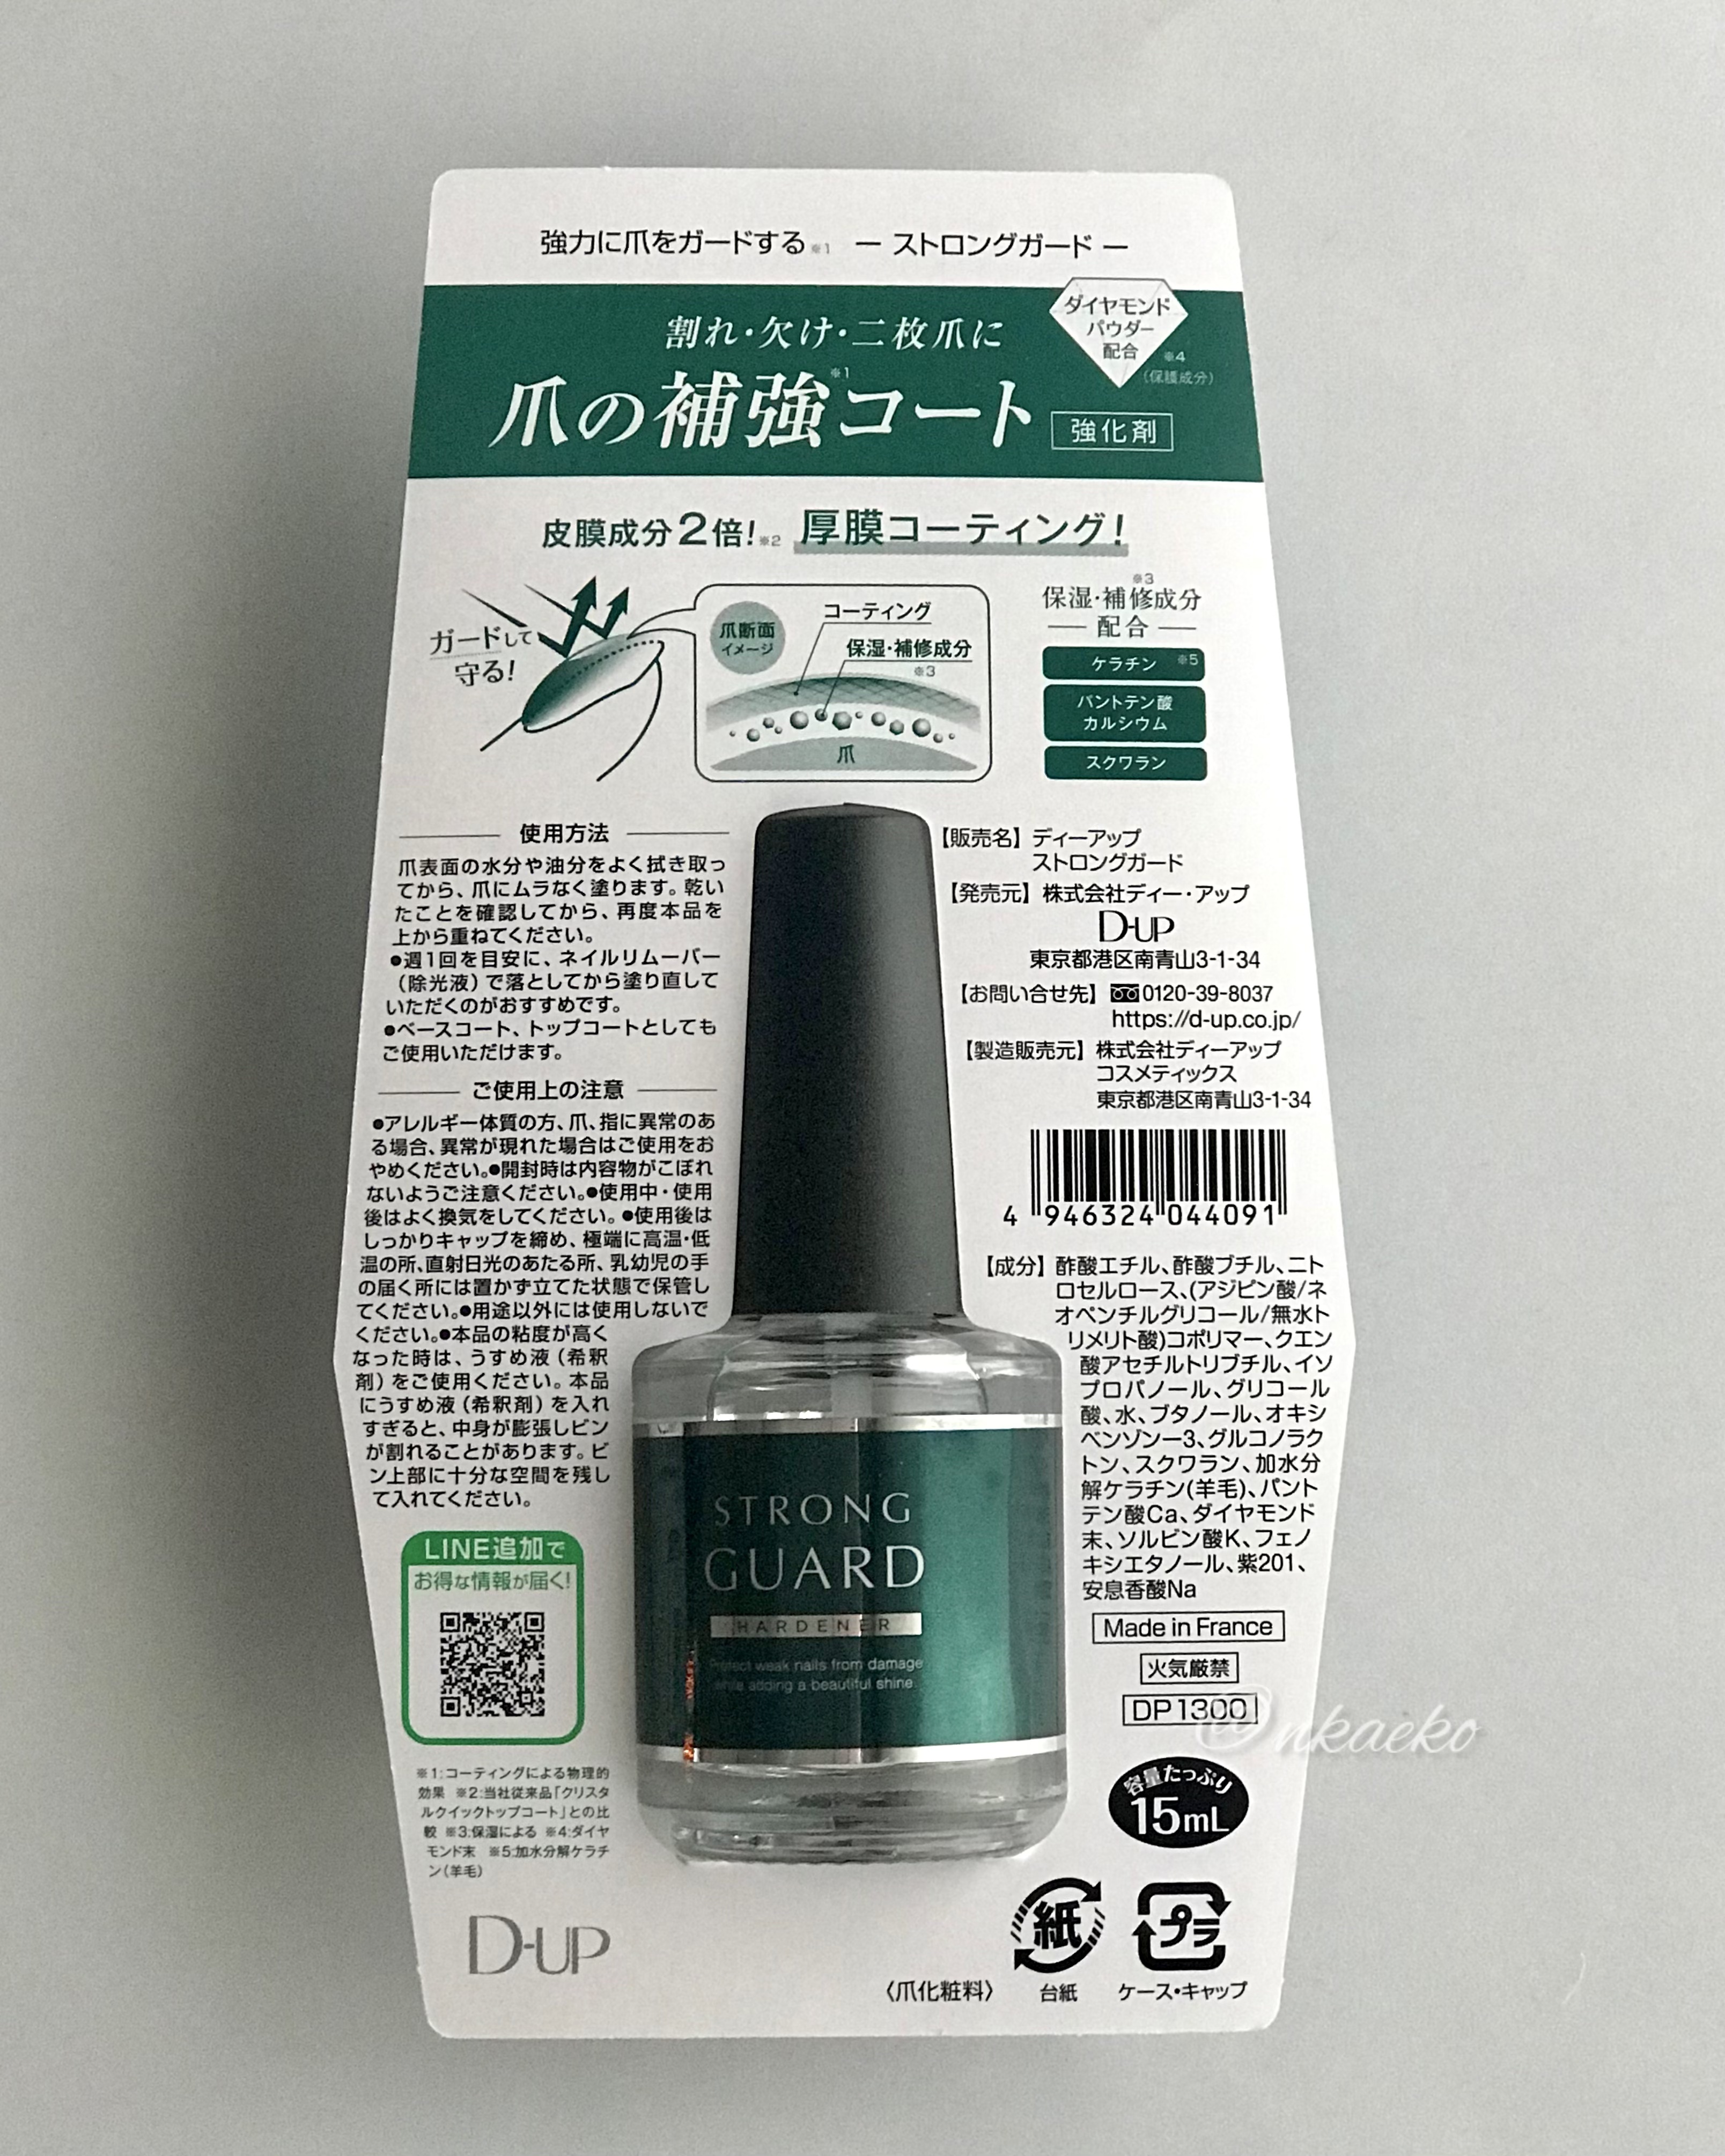 強力に爪をガードする※1 ー ストロングガード ー
割れ・欠け・二枚爪に
爪の補強※1コート 強化剤
ダイヤモンド
パウダー
配合 ※4
(保護成分)
皮膜成分2倍!※2 厚膜コーティング!
ガードして
守る!
爪断面
イメージ
コーティング
保湿・補修成分
※3
爪
※3
保湿・補修成分
配合
ケラチン ※5
パントテン酸
カルシウム
スクワラン
使用方法
爪表面の水分や油分をよく拭き取っ
てから、爪にムラなく塗ります。乾い
たことを確認してから、再度本品を
上から重ねてください。
●週1回を目安に、ネイルリムーバー
(除光液)で落としてから塗り直して
いただくのがおすすめです。
●ベースコート、トップコートとしても
ご使用いただけます。
ご使用上の注意
●アレルギー体質の方、爪、指に異常のあ
る場合、異常が現れた場合はご使用をお
やめください。●開封時は内容物がこぼれ
ないようご注意ください。●使用中・使用
後はよく換気をしてください。●使用後は
しっかりキャップを締め、極端に高温・低
温の所、直射日光のあたる所、乳幼児の手
の届く所には置かず立てた状態で保管し
てください。●用途以外には使用しないで
ください。●本品の粘度が高く
なった時は、うすめ液(希釈
剤)をご使用ください。本品
にうすめ液(希釈剤)を入れ
すぎると、中身が膨張しビン
が割れることがあります。ビ
ン上部に十分な空間を残し
て入れてください。
LINE追加で
お得な情報が届く!
※1:コーティングによる物理的
効果 ※2:当社従来品「クリスタ
ルクイックトップコート」との比
較 ※3:保湿による ※4:ダイヤ
モンド末 ※5:加水分解ケラチ
ン(羊毛)
D-UP
STRONG
GUARD
HARDENER
Protect weak nails from damage
while adding a beautiful shine
【販売名】ディーアップ
ストロングガード
【発売元】株式会社ディー・アップ
D-UP
東京都港区南青山3-1-34
【お問い合せ先】0120-39-8037
https://d-up.co.jp/
【製造販売元】株式会社ディーアップ
コスメティックス
東京都港区南青山3-1-34
4 946324 044091
【成分】酢酸エチル、酢酸ブチル、ニト
ロセルロース、(アジピン酸/ネ
オペンチルグリコール/無水ト
リメリト酸)コポリマー、クエン
酸アセチルトリブチル、イソ
プロパノール、グリコール
酸、水、ブタノール、オキシ
ベンゾンー3、グルコノラク
トン、スクワラン、加水分
解ケラチン(羊毛)、パント
テン酸Ca、ダイヤモンド
末、ソルビン酸K、フェノ
キシエタノール、紫201、
安息香酸Na
Made in France
火気厳禁
DP1300
@nkaeko
容量たっぷり
15mL
紙
プラ
〈爪化粧料〉 台紙 ケース・キャップ